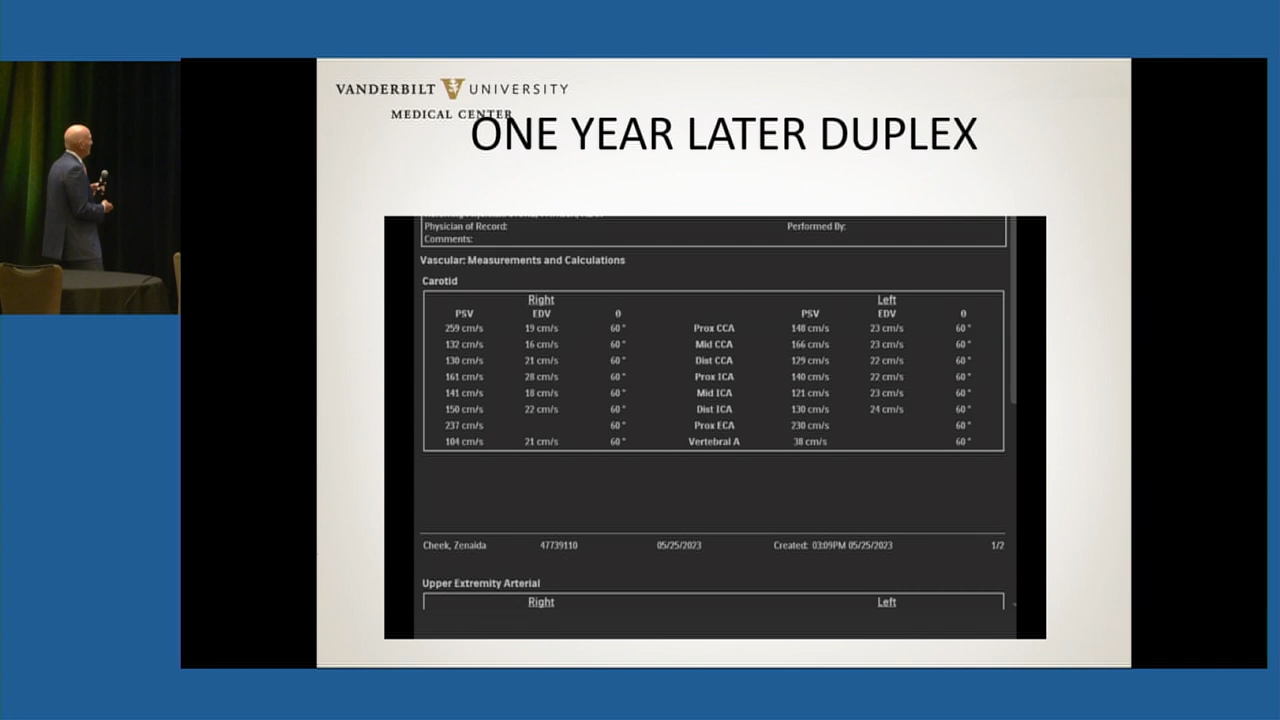 VANDERBILT V UNIVERSITY
MEDICAL CENTER
ONE YEAR LATER DUPLEX
Physician of Record: Performed By:
Comments:
Vascular: Measurements and Calculations
Carotid
Right Left
PSV EDV θ PSV EDV θ
259 cm/s 19 cm/s 60 ° Prox CCA 148 cm/s 23 cm/s 60 °
132 cm/s 16 cm/s 60 ° Mid CCA 166 cm/s 23 cm/s 60 °
130 cm/s 21 cm/s 60 ° Dist CCA 129 cm/s 22 cm/s 60 °
161 cm/s 28 cm/s 60 ° Prox ICA 140 cm/s 22 cm/s 60 °
141 cm/s 18 cm/s 60 ° Mid ICA 121 cm/s 23 cm/s 60 °
150 cm/s 22 cm/s 60 ° Dist ICA 130 cm/s 24 cm/s 60 °
237 cm/s 60 ° Prox ECA 230 cm/s 60 °
104 cm/s 21 cm/s 60 ° Vertebral A 38 cm/s 60 °
Cheek, Zenaida 47739110 05/25/2023 Created: 03:09PM 05/25/2023 1/2
Upper Extremity Arterial
Right Left